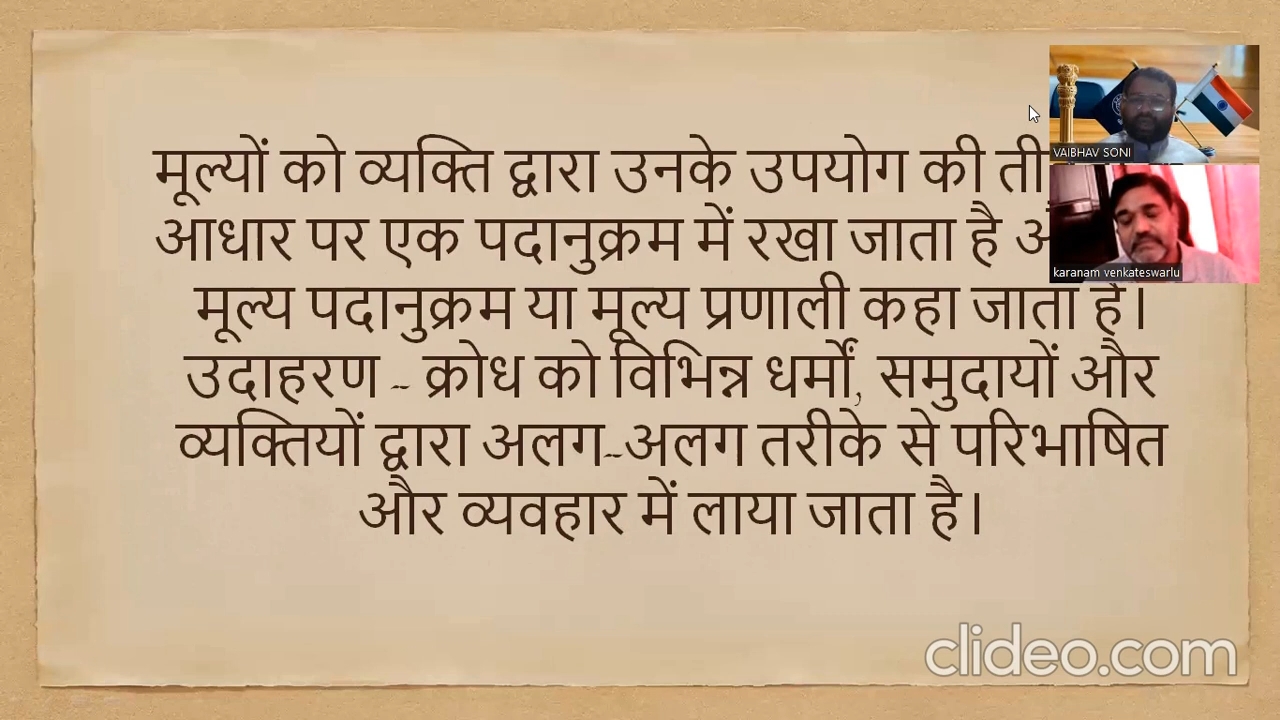 मूल्यों को व्यक्ति द्वारा उनके उपयोग की
आधार पर एक पदानुक्रम में रखा जाता है
मूल्य पदानुक्रम या मूल्य प्रणाली कहा जाता है।
उदाहरण - क्रोध को विभिन्न धर्मों, समुदायों और
व्यक्तियों द्वारा अलग-अलग तरीके से परिभाषित
और व्यवहार में लाया जाता है।
VAIBHAV SONI
karanam venkateswarlu
clideo.com